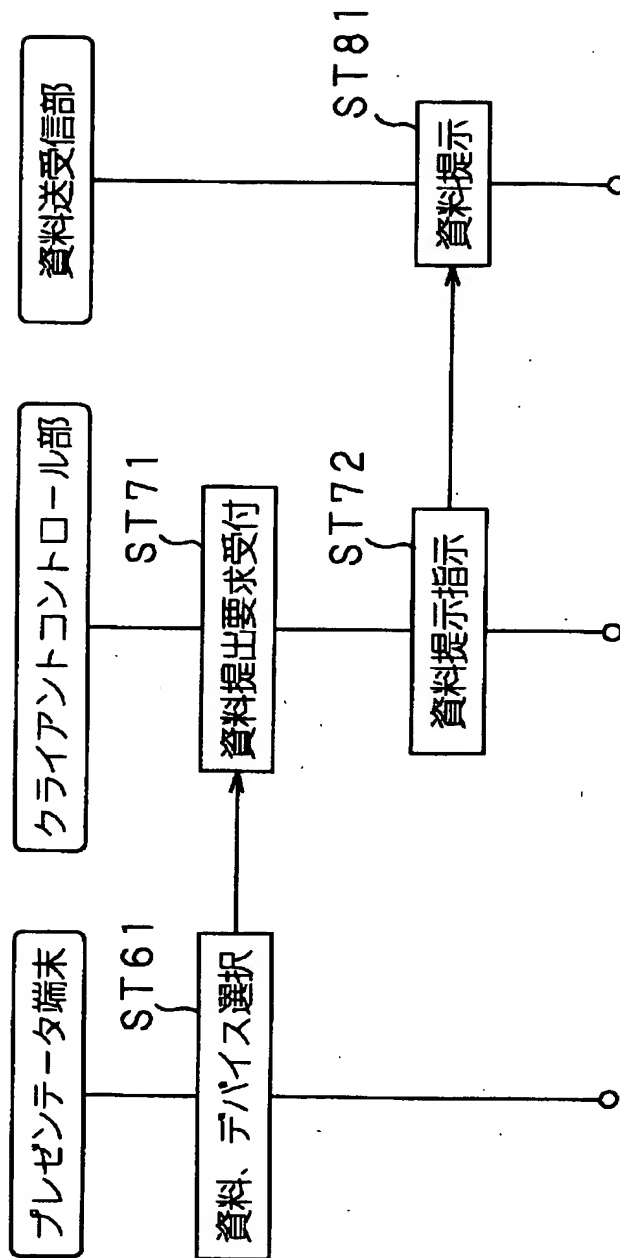 プレゼンテータ端末
クライアントコントロール部
資料送受信部
ST61
資料、デバイス選択
ST71
資料提出要求受付
ST72
資料提示指示
ST81
資料提示